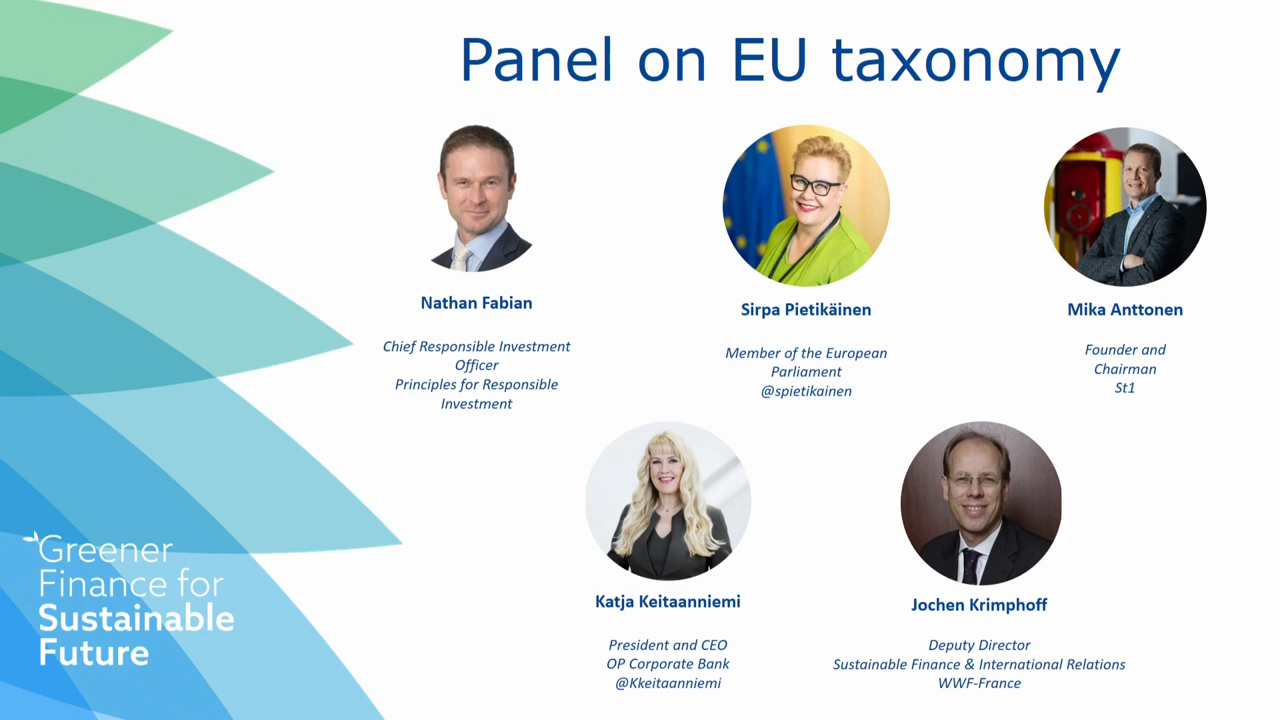 Panel on EU taxonomy
Nathan Fabian
Chief Responsible Investment
Officer
Principles for Responsible
Investment
Sirpa Pietikäinen
Member of the European
Parliament
@spietikainen
Mika Anttonen
Founder and
Chairman
St1
Katja Keitaanniemi
President and CEO
OP Corporate Bank
@Kkeitaanniemi
Jochen Krimphoff
Deputy Director
Sustainable Finance & International Relations
WWF-France
Greener
Finance for
Sustainable
Future